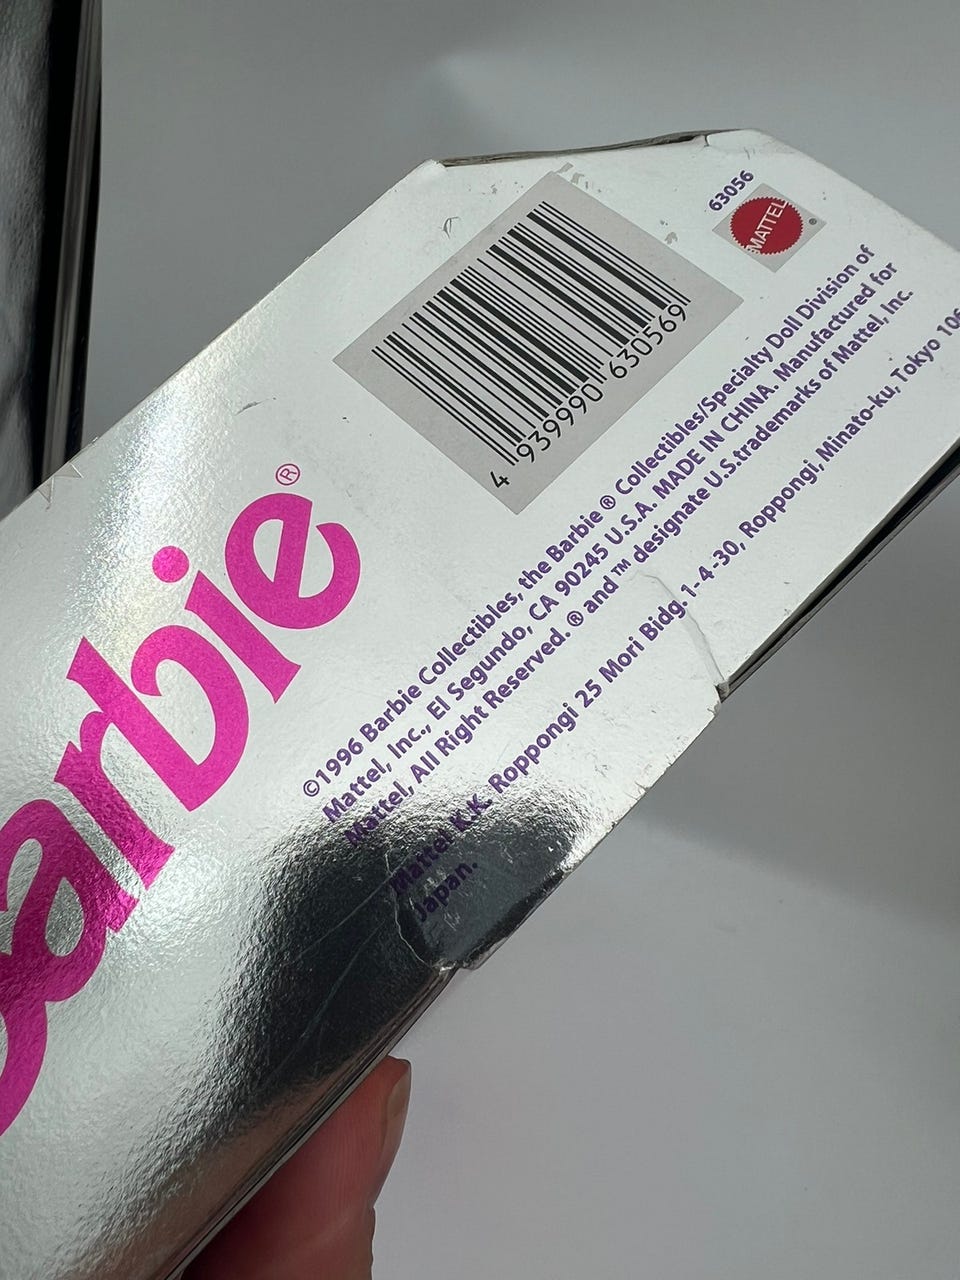 63056
MATTEL
®
4 939990 630569
Barbie®
©1996 Barbie Collectibles, the Barbie® Collectibles/Specialty Doll Division of
Mattel, Inc., El Segundo, CA 90245 U.S.A. MADE IN CHINA. Manufactured for
Mattel, All Right Reserved. ® and ™ designate U.S.trademarks of Mattel, Inc.
Mattel K.K. Roppongi 25 Mori Bidg.1-4-30, Roppongi, Minato-ku, Tokyo 106
Japan.